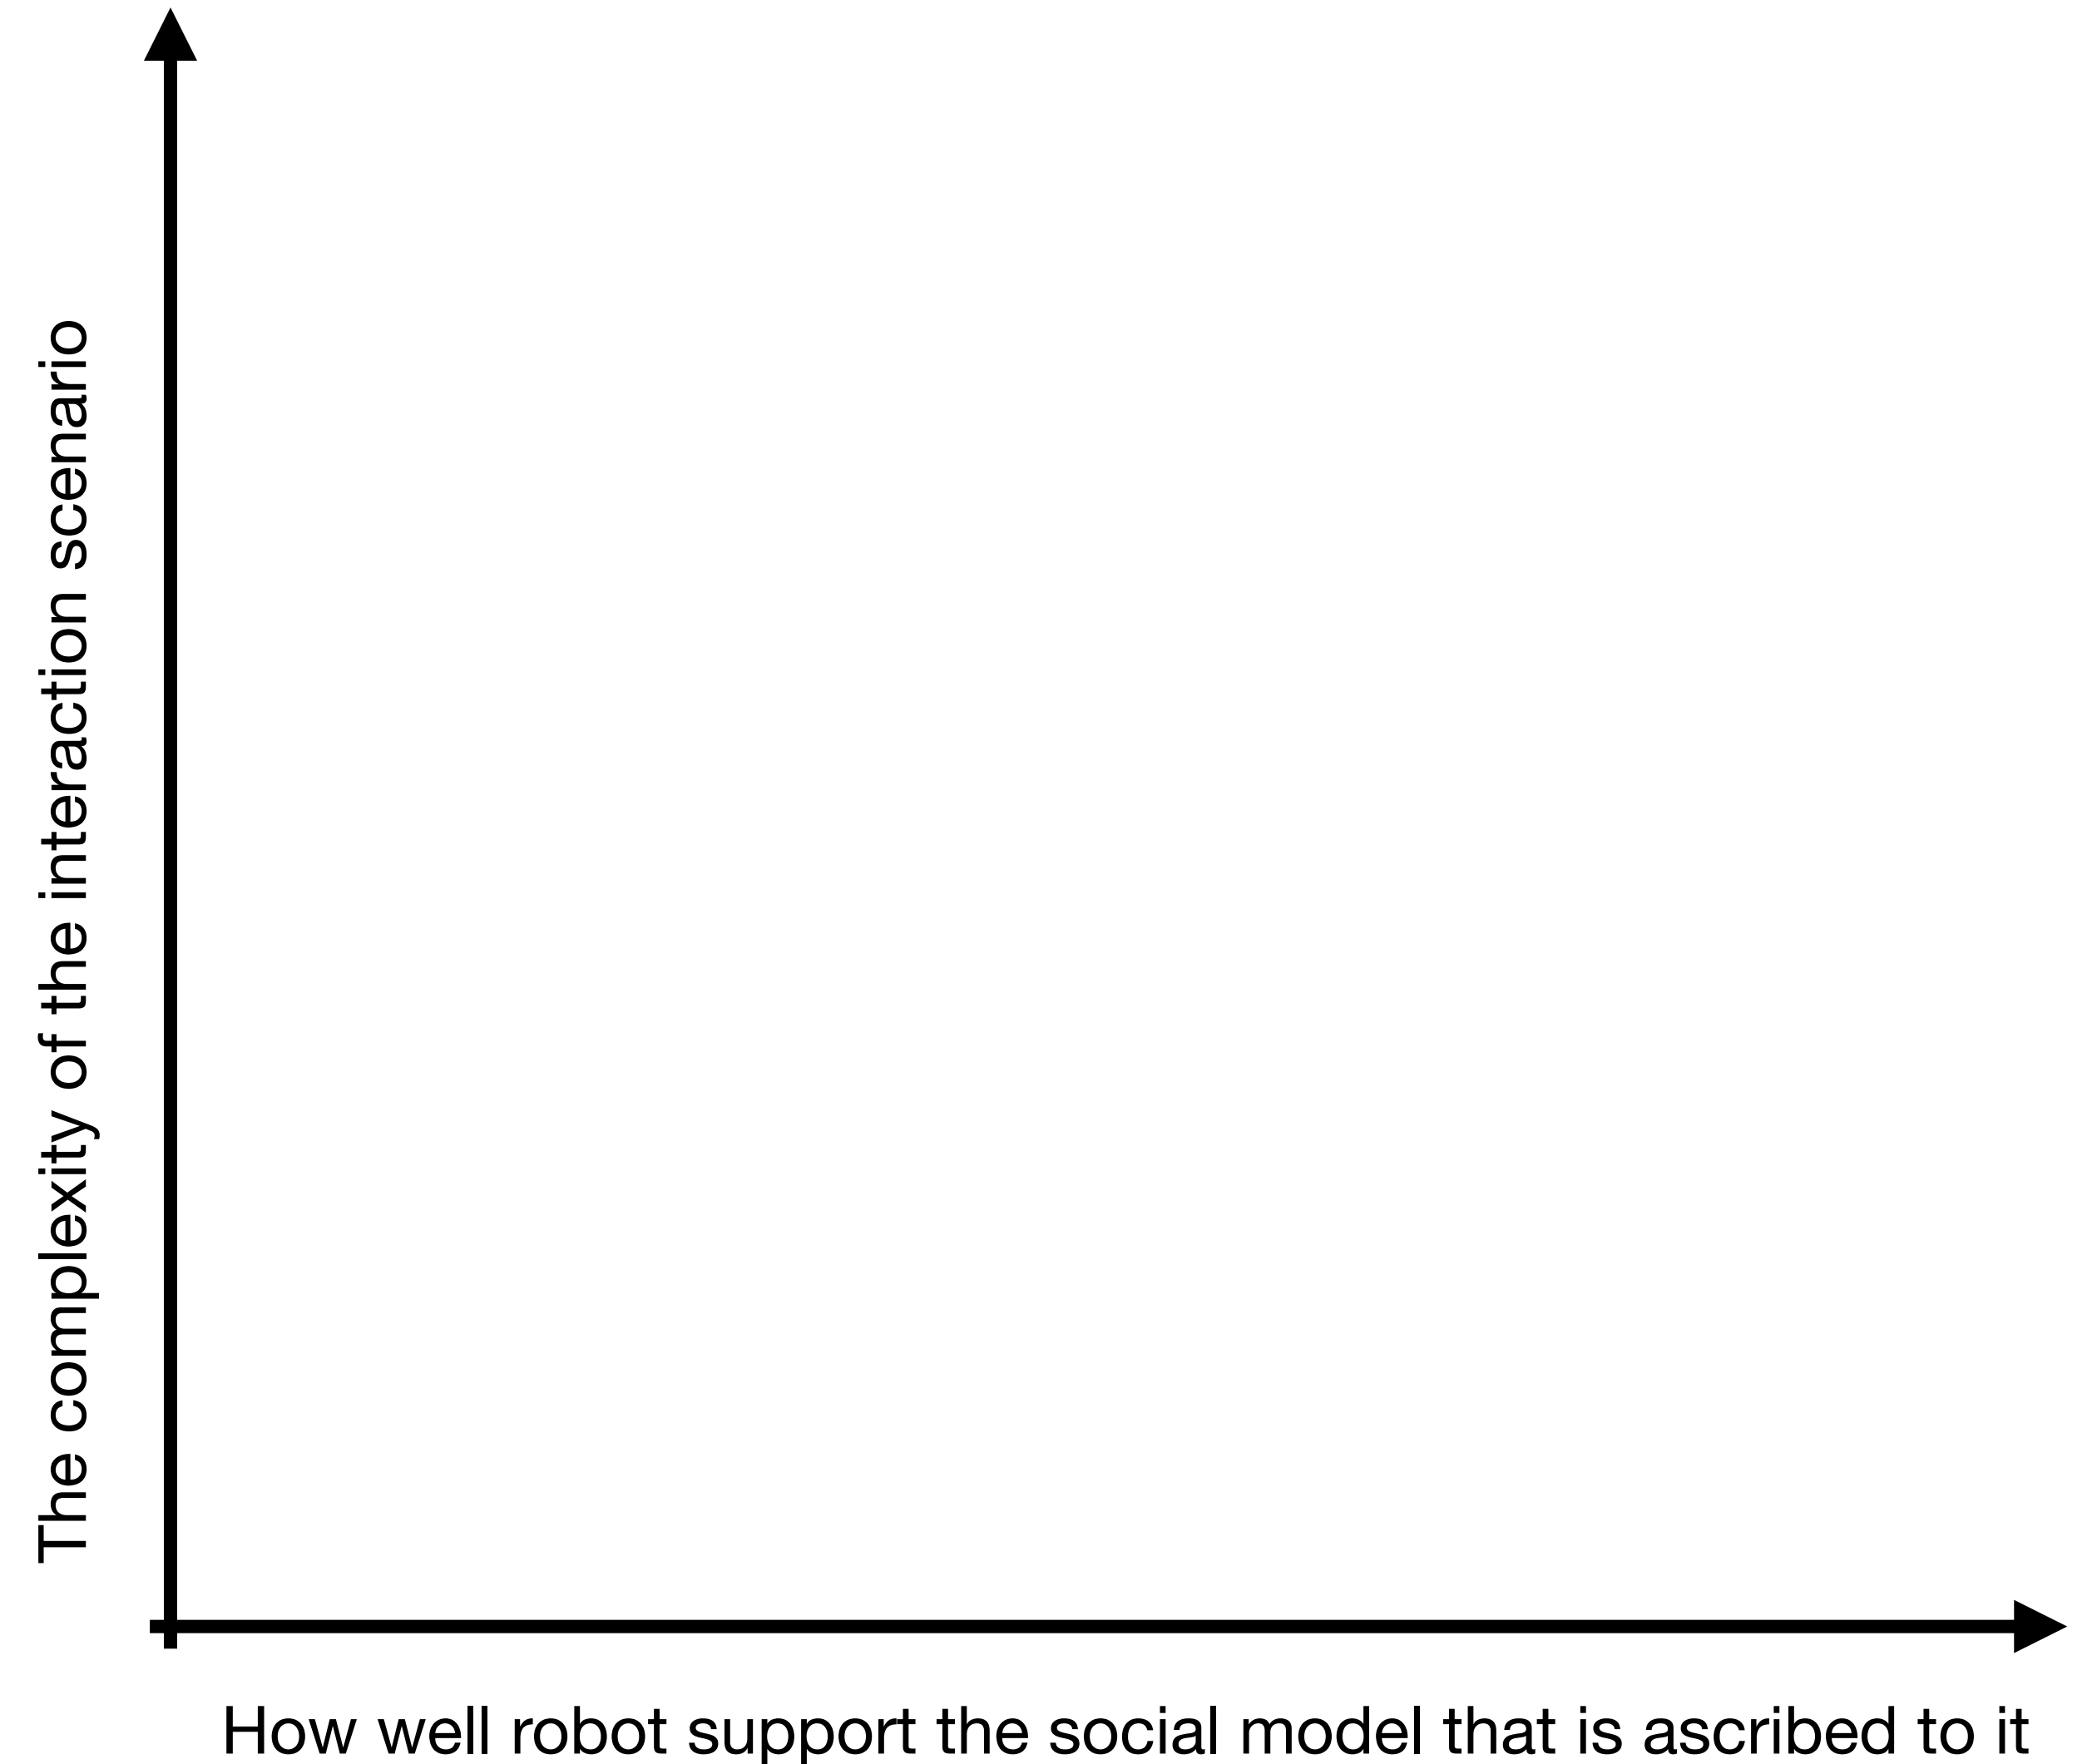 The complexity of the interaction scenario
How well robot support the social model that is ascribed to it